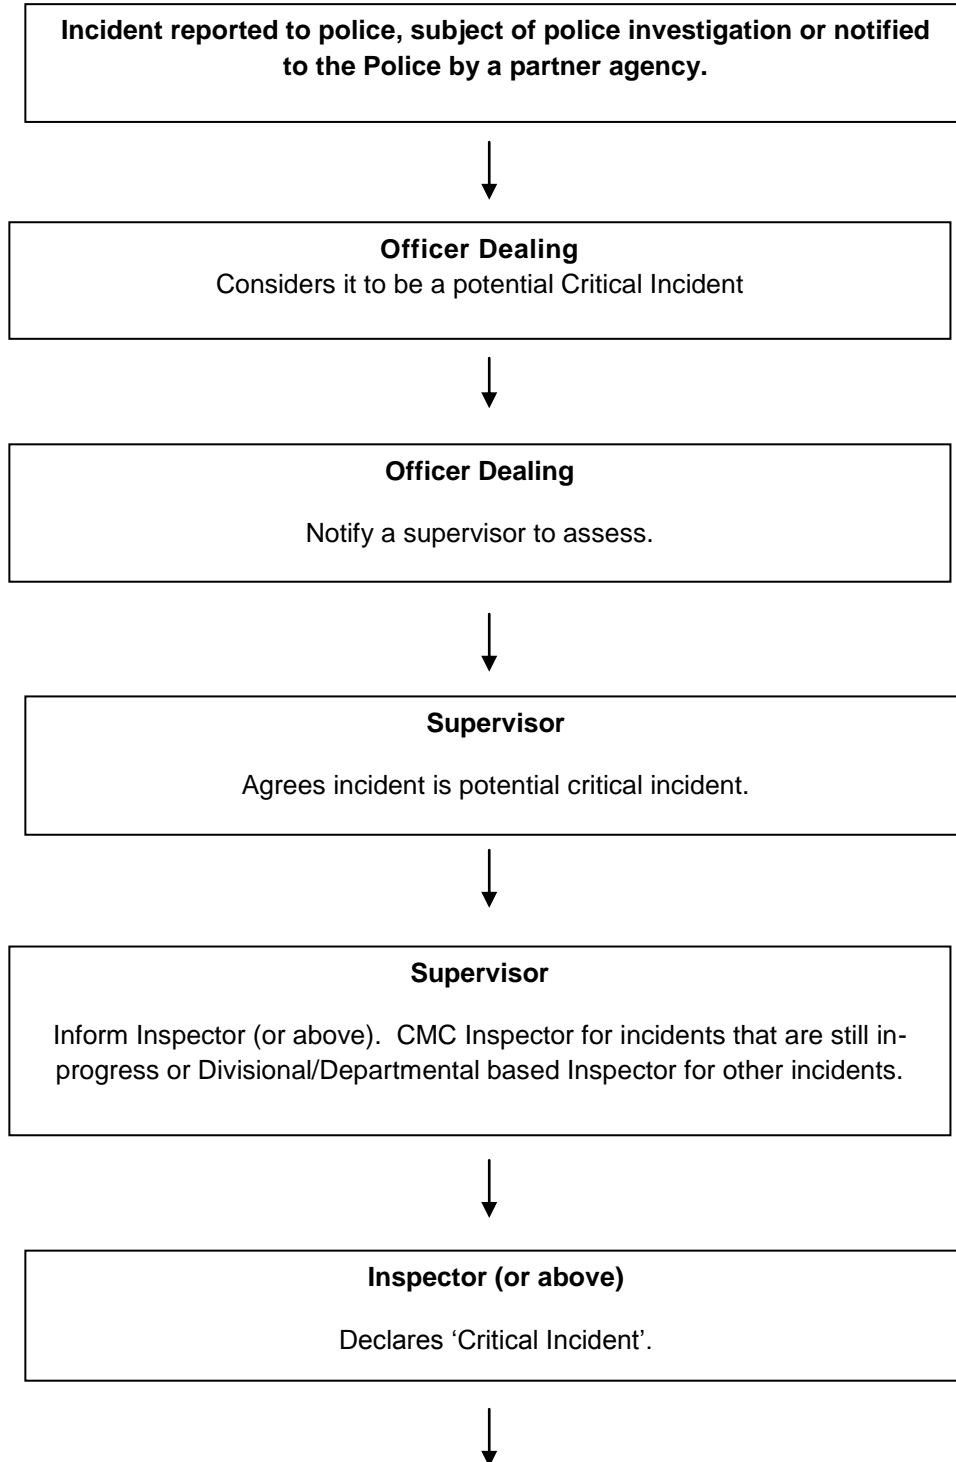 Incident reported to police, subject of police investigation or notified
to the Police by a partner agency.
Officer Dealing
Considers it to be a potential Critical Incident
Officer Dealing
Notify a supervisor to assess.
Supervisor
Agrees incident is potential critical incident.
Supervisor
Inform Inspector (or above).  CMC Inspector for incidents that are still in-
progress or Divisional/Departmental based Inspector for other incidents.
Inspector (or above)
Declares ‘Critical Incident’.